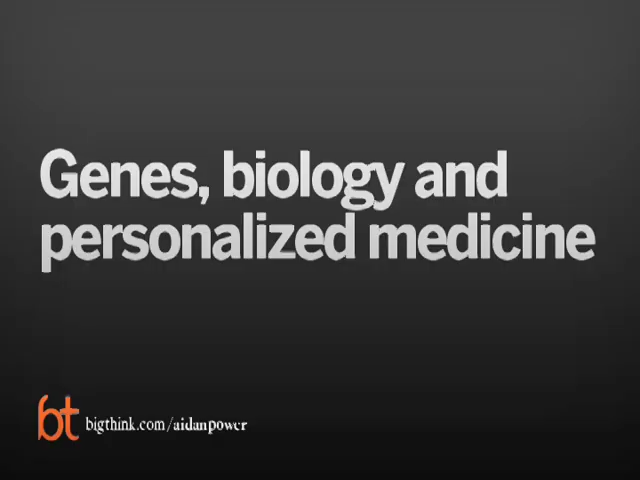 Genes, biology and
personalized medicine
bt bigthink.com/aidanpower